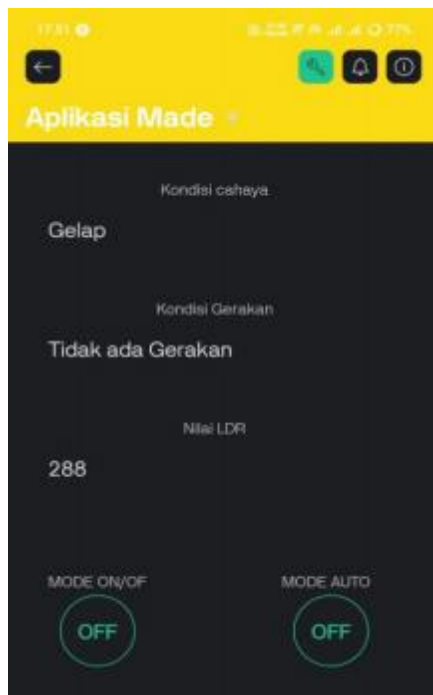 17:31
77%
Aplikasi Made
Kondisi cahaya
Gelap
Kondisi Gerakan
Tidak ada Gerakan
Nilai LDR
288
MODE ON/OF MODE AUTO
OFF OFF